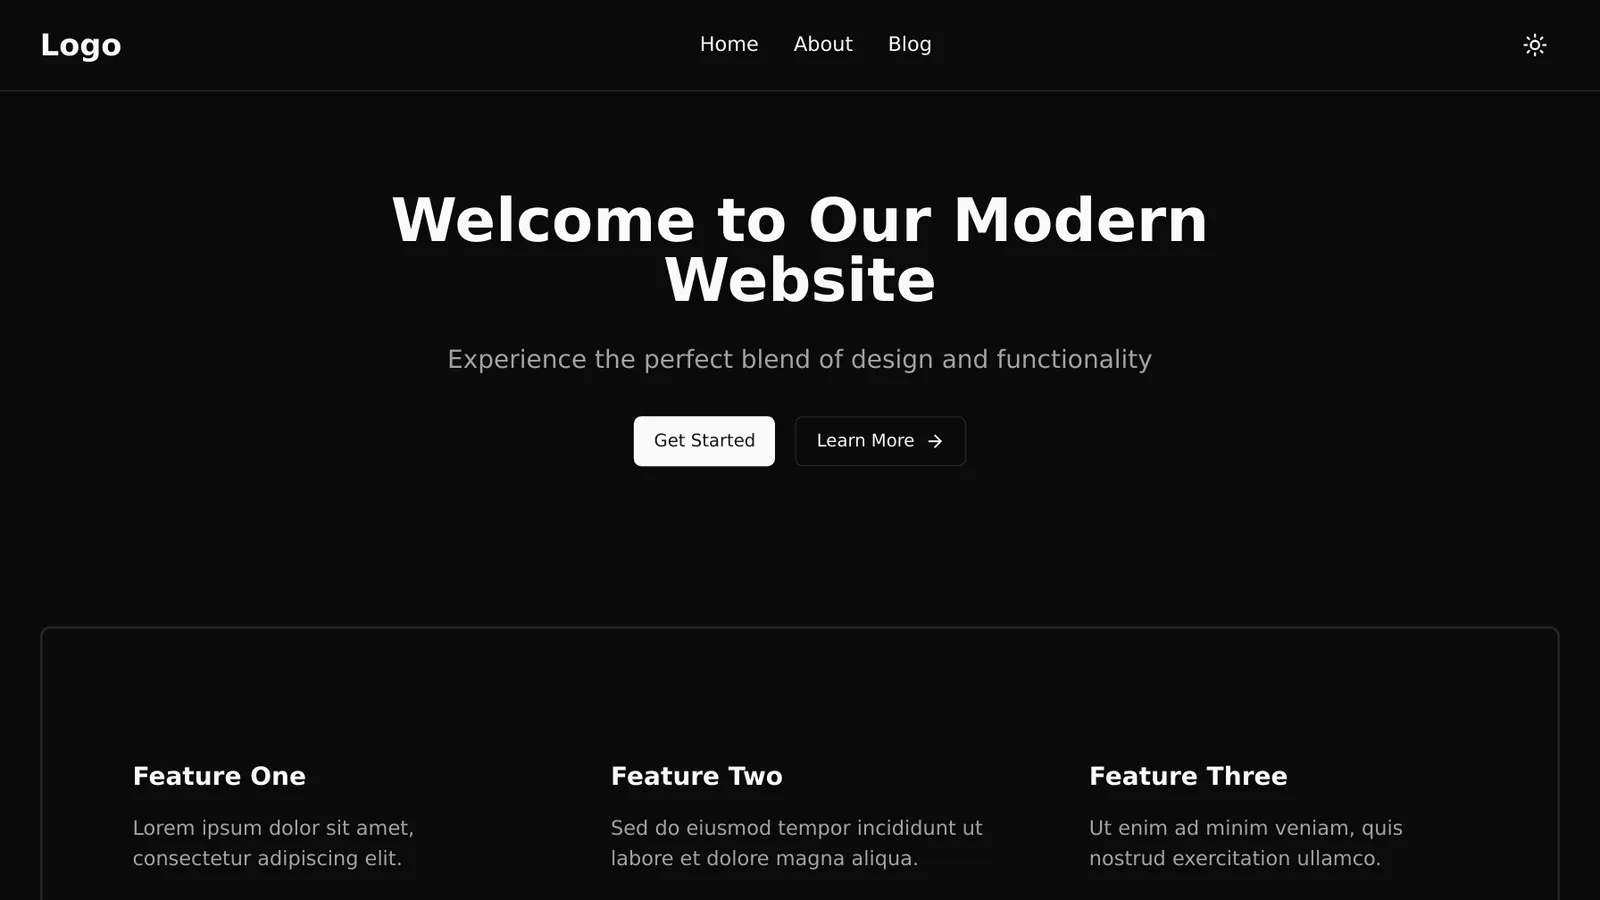 Logo
Home
About
Blog
Welcome to Our Modern
Website
Experience the perfect blend of design and functionality
Get Started
Learn More
Feature One
Lorem ipsum dolor sit amet,
consectetur adipiscing elit.
Feature Two
Sed do eiusmod tempor incididunt ut
labore et dolore magna aliqua.
Feature Three
Ut enim ad minim veniam, quis
nostrud exercitation ullamco.